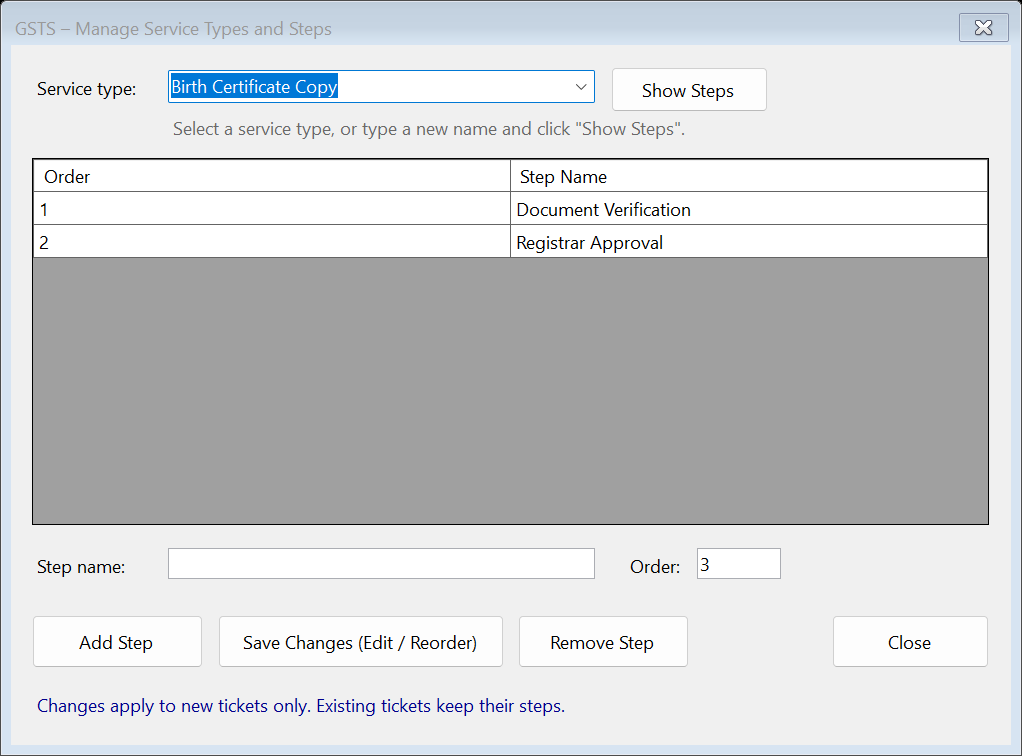 GSTS – Manage Service Types and Steps
Service type: Birth Certificate Copy Show Steps
Select a service type, or type a new name and click "Show Steps".
Order Step Name
1 Document Verification
2 Registrar Approval
Step name: Order: 3
Add Step Save Changes (Edit / Reorder) Remove Step Close
Changes apply to new tickets only. Existing tickets keep their steps.